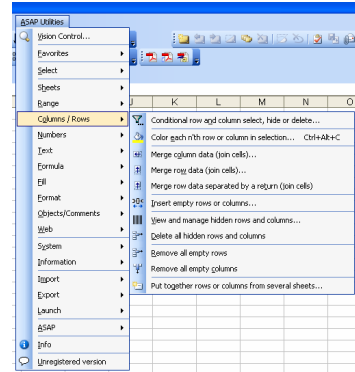 ASAP Utilities
Vision Control...
Favorites
Select
Sheets
Range
Columns / Rows
Numbers
Text
Formula
Fill
Format
Objects/Comments
Web
System
Information
Import
Export
Launch
ASAP
Info
Unregistered version
J K L M N O
Conditional row and column select, hide or delete...
Color each n'th row or column in selection... Ctrl+Alt+C
Merge column data (join cells)...
Merge row data (join cells)...
Merge row data separated by a return (join cells)
Insert empty rows or columns...
View and manage hidden rows and columns...
Delete all hidden rows and columns
Remove all empty rows
Remove all empty columns
Put together rows or columns from several sheets...